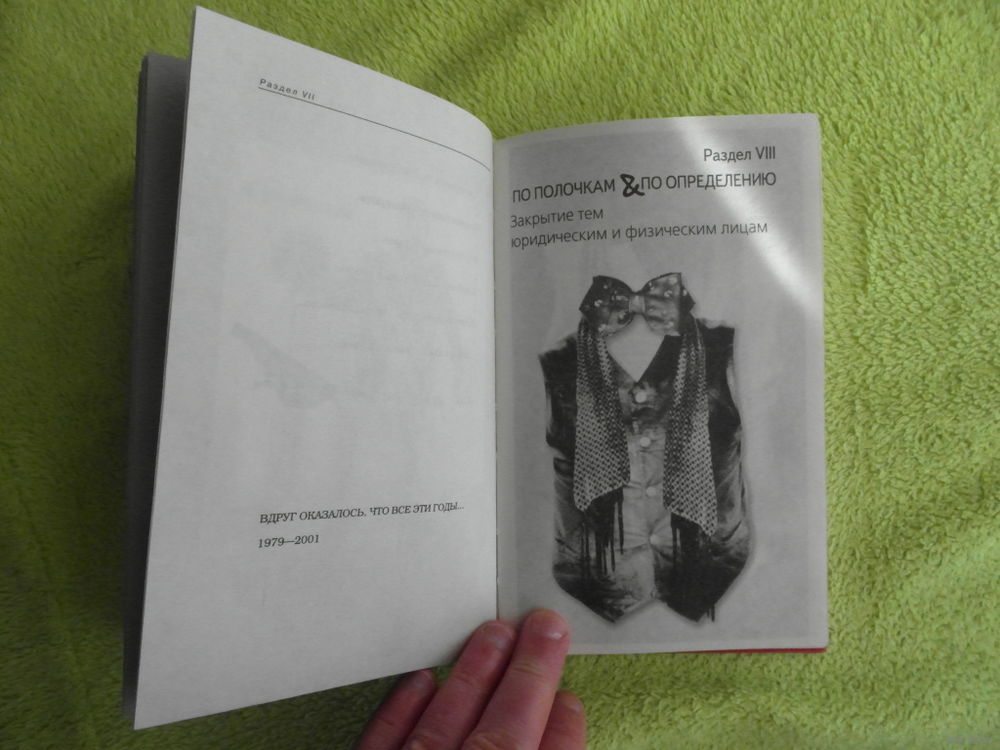 Раздел VII
ВДРУГ ОКАЗАЛОСЬ, ЧТО ВСЕ ЭТИ ГОДЫ...
1979—2001
Раздел VIII
ПО ПОЛОЧКАМ & ПО ОПРЕДЕЛЕНИЮ
Закрытие тем
юридическим и физическим лицам